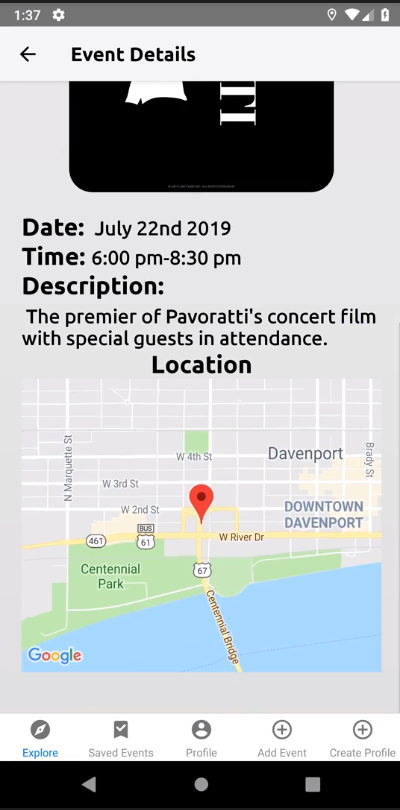 1:37
Event Details
TI
Date: July 22nd 2019
Time: 6:00 pm-8:30 pm
Description:
The premier of Pavoratti's concert film
with special guests in attendance.
Location
N Marquette St
W 4th St
Davenport
Brady St
W 3rd St
W 2nd St
DOWNTOWN
DAVENPORT
BUS
461
61
W River Dr
Centennial
Park
67
Centennial Bridge
Google
Explore
Saved Events
Profile
Add Event
Create Profile